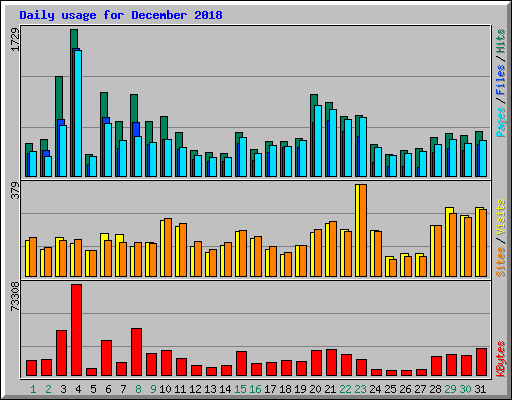 Daily usage for December 2018
1729
Pages / Files / Hits
379
Sites / Visits
73308
KBytes
1 2 3 4 5 6 7 8 9 10 11 12 13 14 15 16 17 18 19 20 21 22 23 24 25 26 27 28 29 30 31